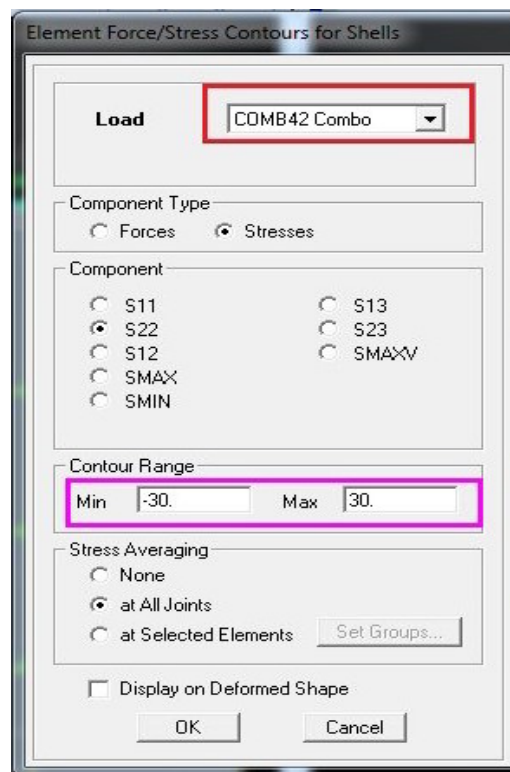 Element Force/Stress Contours for Shells
Load COMB42 Combo
Component Type
Forces Stresses
Component
S11 S13
S22 S23
S12 SMAXV
SMAX
SMIN
Contour Range
Min -30. Max 30.
Stress Averaging
None
at All Joints
at Selected Elements Set Groups...
Display on Deformed Shape
OK Cancel